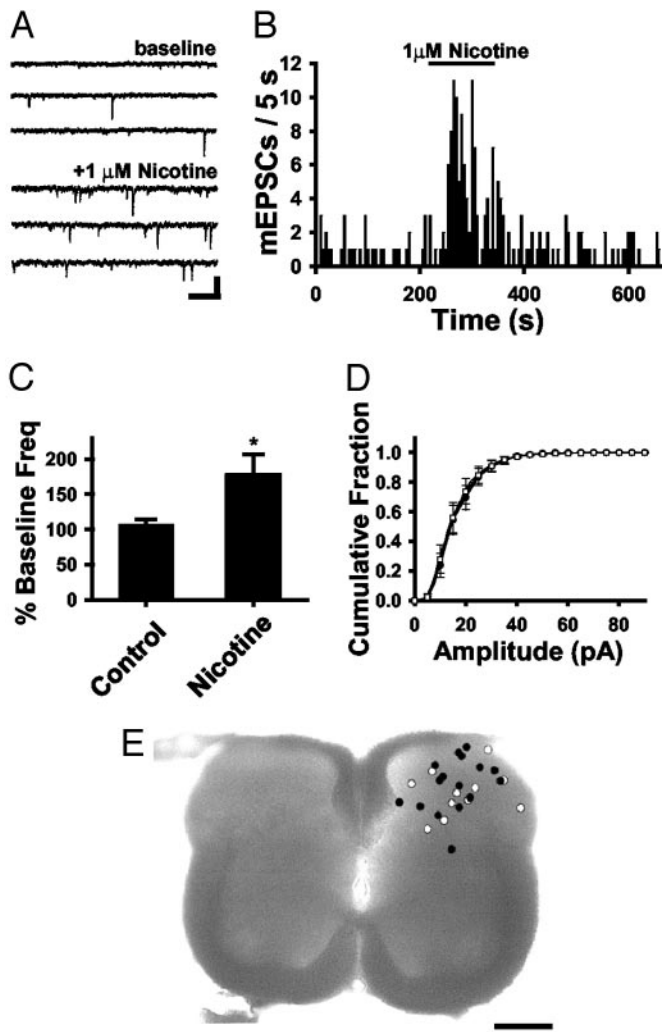 A
baseline
+1 μM Nicotine
B
1μM Nicotine
mEPSCs / 5 s
12
10
8
6
4
2
0
0 200 400 600
Time (s)
C
% Baseline Freq
200
150
100
50
0
Control
Nicotine
*
D
Cumulative Fraction
1.0
0.8
0.6
0.4
0.2
0.0
0 20 40 60 80
Amplitude (pA)
E